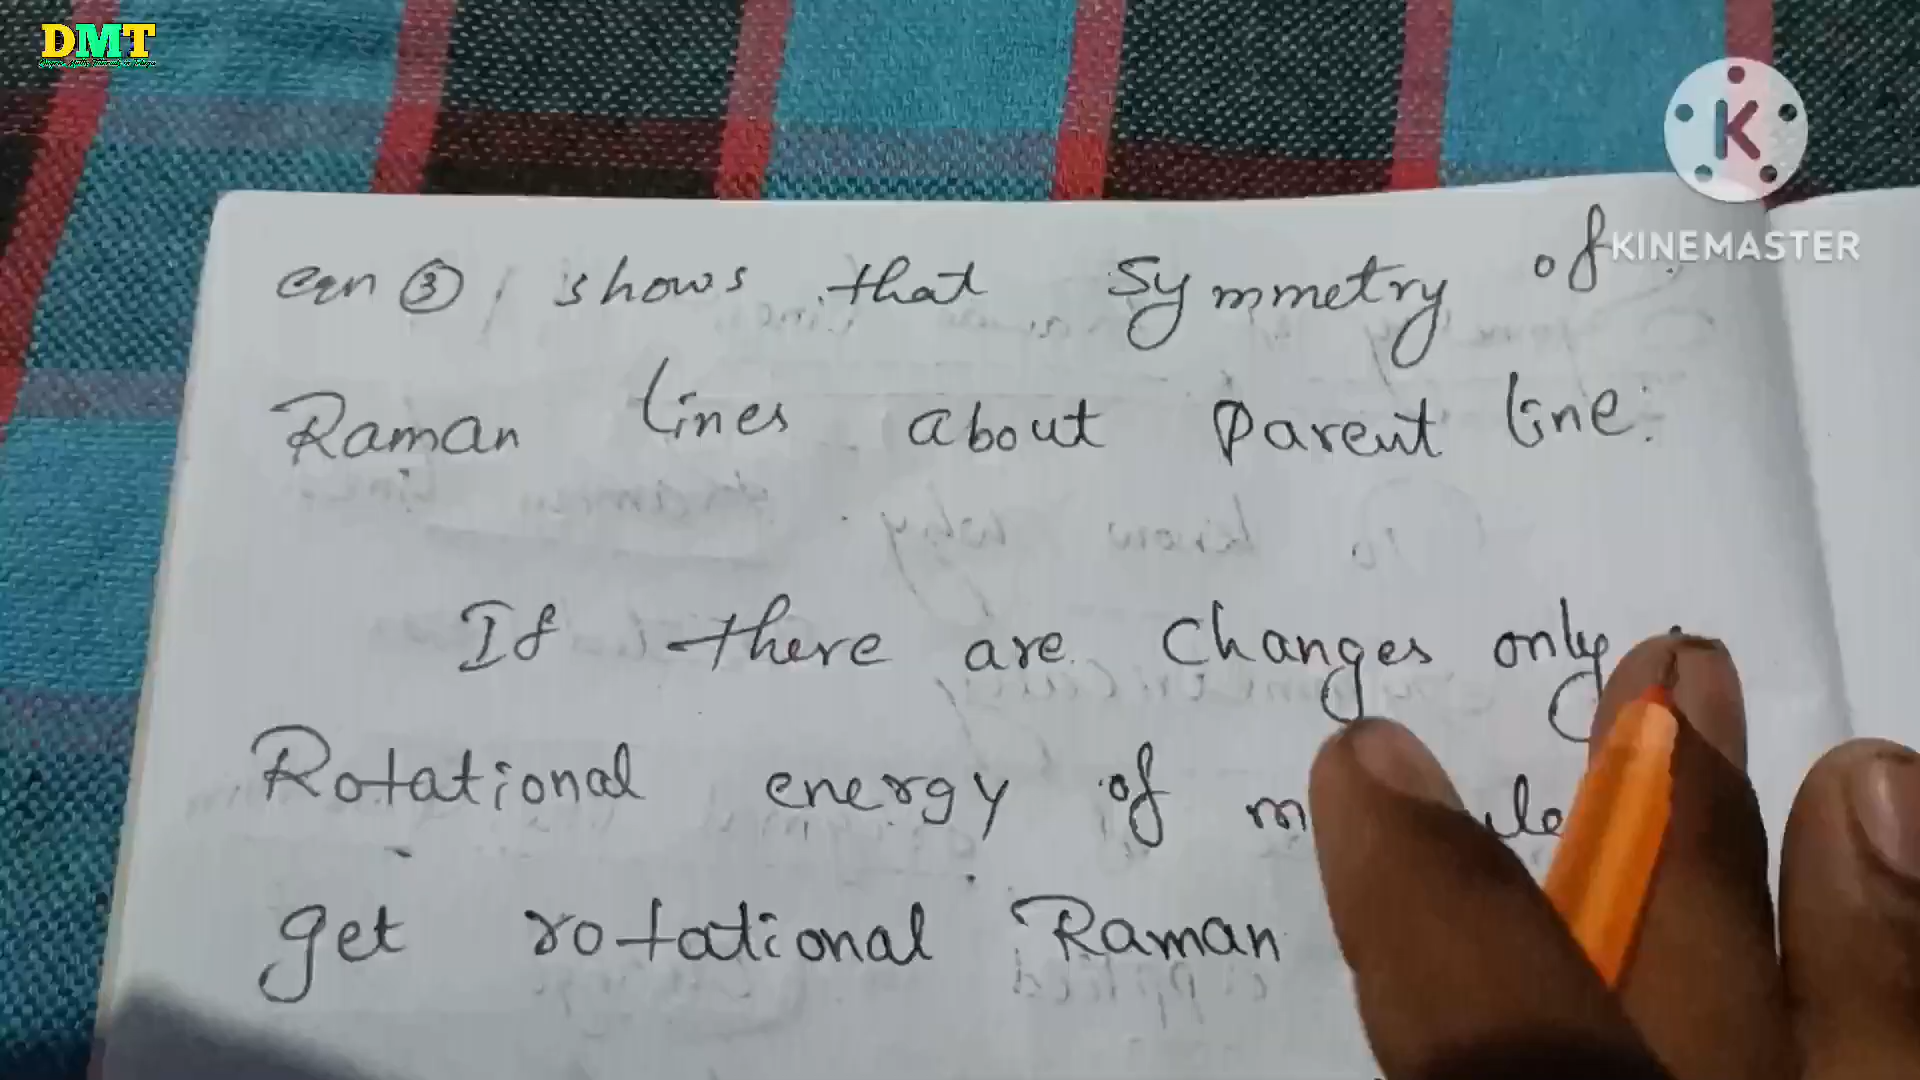 DMT
KINEMASTER
eqn ③, shows that Symmetry of
Raman lines about Parent line.
If there are changes only
Rotational energy of
get rotational Raman